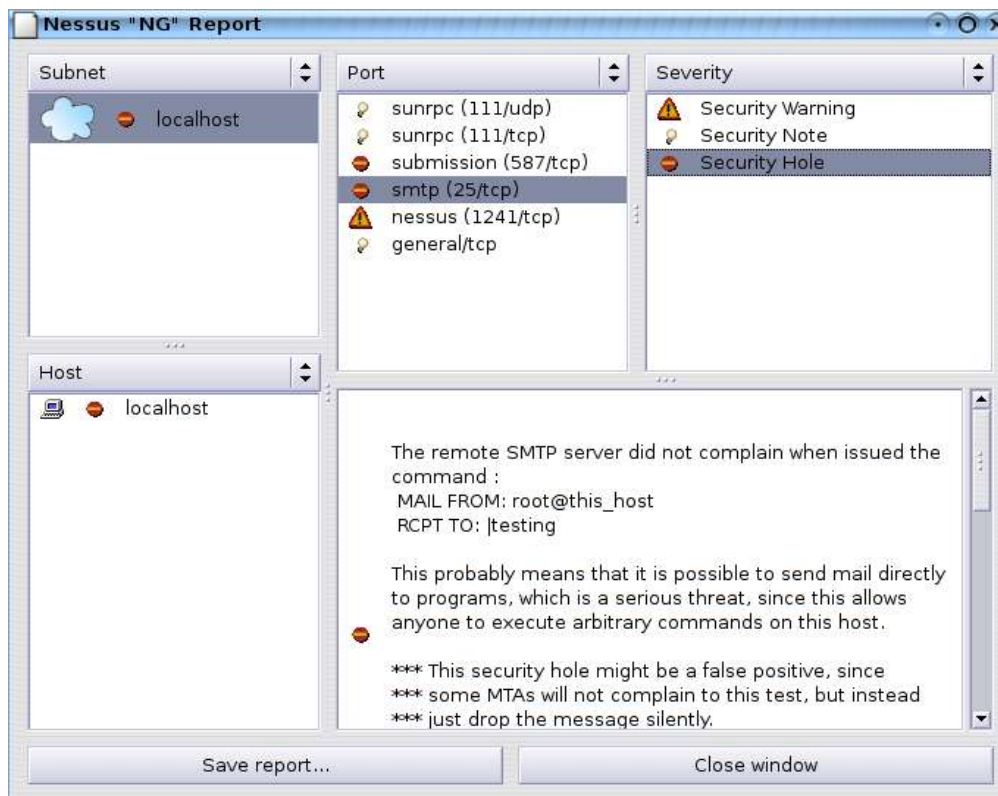 Nessus "NG" Report
Subnet
localhost
Port
sunrpc (111/udp)
sunrpc (111/tcp)
submission (587/tcp)
smtp (25/tcp)
nessus (1241/tcp)
general/tcp
Severity
Security Warning
Security Note
Security Hole
Host
localhost
The remote SMTP server did not complain when issued the
command :
MAIL FROM: root@this_host
RCPT TO: |testing
This probably means that it is possible to send mail directly
to programs, which is a serious threat, since this allows
anyone to execute arbitrary commands on this host.
*** This security hole might be a false positive, since
*** some MTAs will not complain to this test, but instead
*** just drop the message silently.
Save report...
Close window